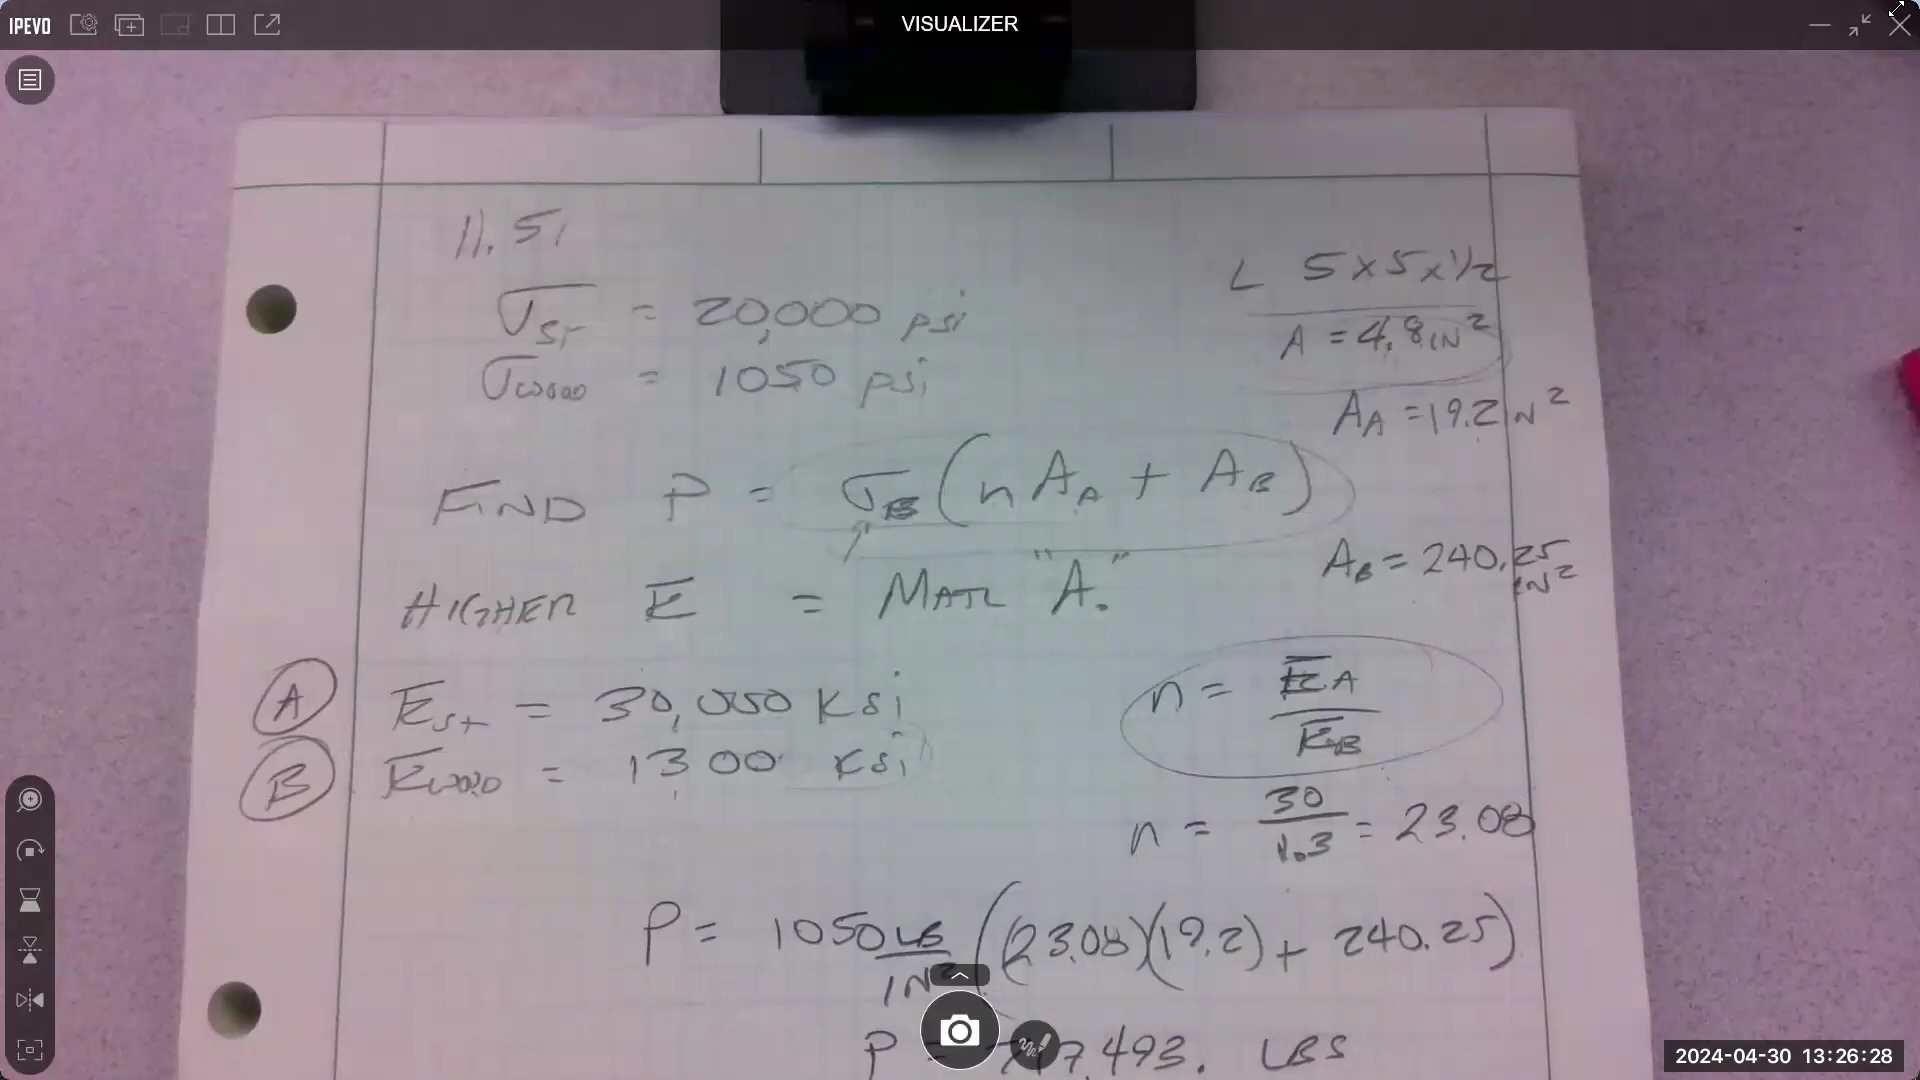 IPEVO
VISUALIZER
11.51
σST = 20,000 psi
σWOOD = 1050 psi
L 5x5x1/2
A = 4.8 IN²
AA = 19.2 IN²
FIND P = σB (n AA + AB)
AB = 240.25 IN²
HIGHER E = MATL "A."
A EST = 30,000 KSi
B EWOOD = 1300 KSi
n = EA / EB
n = 30 / 1.3 = 23.08
P = 1050 LB / IN² ((23.08)(19.2) + 240.25)
P = 493. LBS
2024-04-30 13:26:28